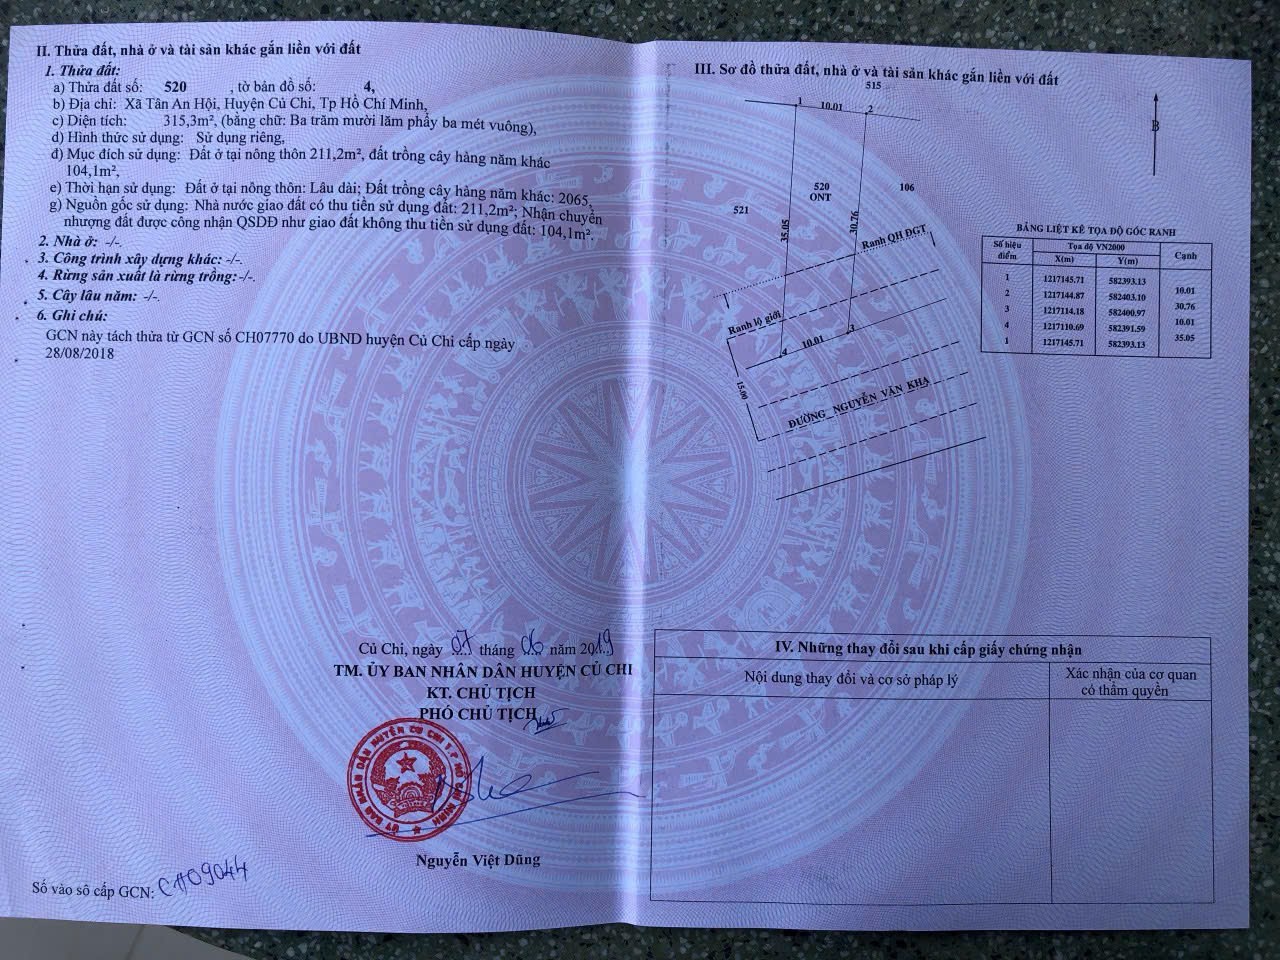 II. Thửa đất, nhà ở và tài sản khác gắn liền với đất
1. Thửa đất:
a) Thửa đất số: 520 , tờ bản đồ số: 4,
b) Địa chỉ: Xã Tân An Hội, Huyện Củ Chi, Tp Hồ Chí Minh,
c) Diện tích: 315,3m², (bằng chữ: Ba trăm mười lăm phẩy ba mét vuông),
d) Hình thức sử dụng: Sử dụng riêng,
đ) Mục đích sử dụng: Đất ở tại nông thôn 211,2m², đất trồng cây hàng năm khác
104,1m²,
e) Thời hạn sử dụng: Đất ở tại nông thôn: Lâu dài; Đất trồng cây hàng năm khác: 2065,
g) Nguồn gốc sử dụng: Nhà nước giao đất có thu tiền sử dụng đất: 211,2m²; Nhận chuyển
nhượng đất được công nhận QSDĐ như giao đất không thu tiền sử dụng đất: 104,1m².
2. Nhà ở: -/-.
3. Công trình xây dựng khác: -/-.
4. Rừng sản xuất là rừng trồng:-/-.
5. Cây lâu năm: -/-.
6. Ghi chú:
GCN này tách thửa từ GCN số CH07770 do UBND huyện Củ Chi cấp ngày
28/08/2018
Củ Chi, ngày 07 tháng 06 năm 2019
TM. ỦY BAN NHÂN DÂN HUYỆN CỦ CHI
KT. CHỦ TỊCH
PHÓ CHỦ TỊCH
ỦY BAN NHÂN DÂN HUYỆN CỦ CHI T.P HỒ CHÍ MINH
Nguyễn Việt Dũng
Số vào sổ cấp GCN: CH09044
III. Sơ đồ thửa đất, nhà ở và tài sản khác gắn liền với đất
515
1 10.01 2
B
520
ONT
106
521
35.05
30.76
Ranh QH ĐGT
Ranh lộ giới
3
4 10.01
15.00
ĐƯỜNG NGUYỄN VĂN KHẠ
BẢNG LIỆT KÊ TỌA ĐỘ GÓC RANH
Số hiệu điểm Tọa độ VN2000 Cạnh
X(m) Y(m)
1 1217145.71 582393.13
10.01
2 1217144.87 582403.10
30.76
3 1217114.18 582400.97
10.01
4 1217110.69 582391.59
35.05
1 1217145.71 582393.13
IV. Những thay đổi sau khi cấp giấy chứng nhận
Nội dung thay đổi và cơ sở pháp lý
Xác nhận của cơ quan
có thẩm quyền